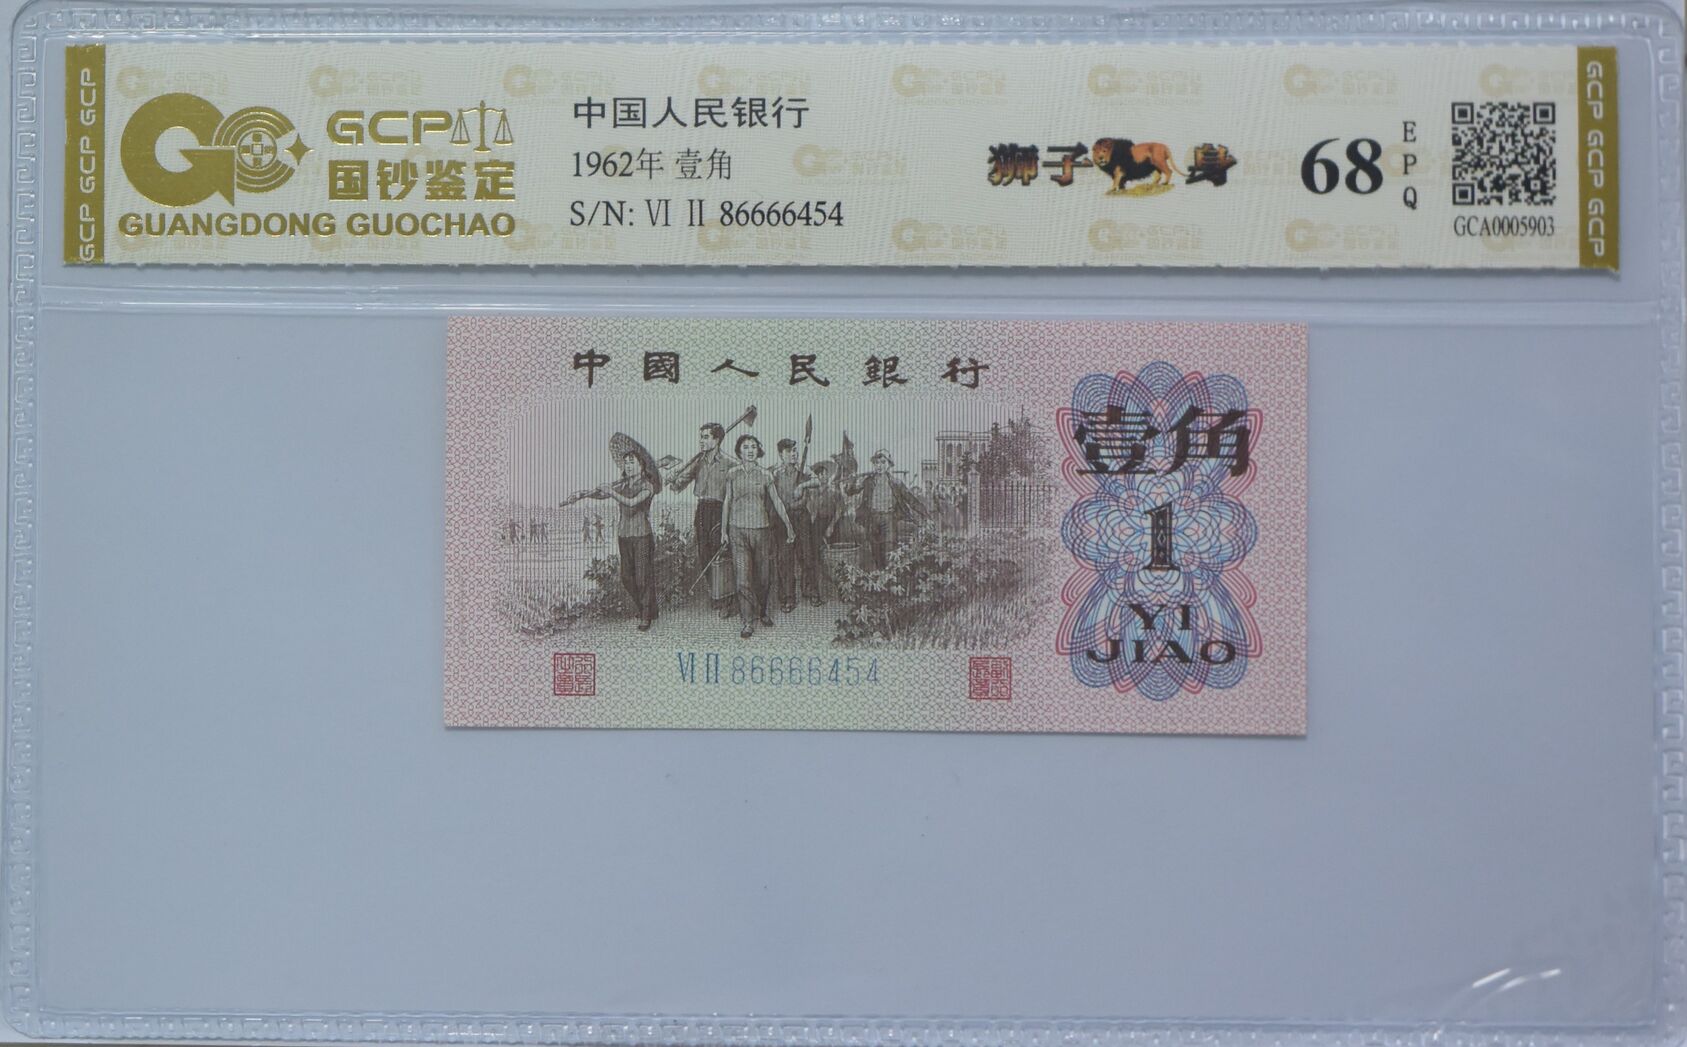 GCP GCP GCP
GCP
国钞鉴定
GUANGDONG GUOCHAO
中国人民银行
1962年 壹角
S/N: Ⅵ Ⅱ 86666454
狮子身
68
EPQ
GCA0005903
GCP GCP GCP
中國人民銀行
壹角
1
YI
JIAO
Ⅵ Ⅱ 86666454